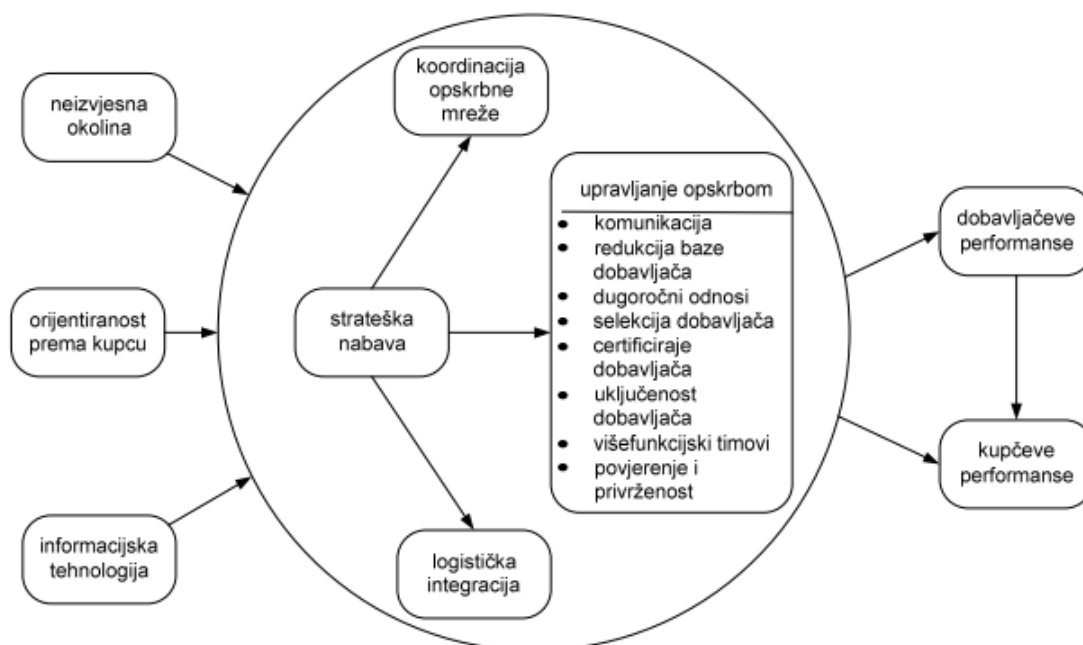 neizvjesna
okolina
orijentiranost
prema kupcu
informacijska
tehnologija
koordinacija
opskrbne
mreže
strateška
nabava
logistička
integracija
upravljanje opskrbom
• komunikacija
• redukcija baze
dobavljača
• dugoročni odnosi
• selekcija dobavljača
• certificiraje
dobavljača
• uključenost
dobavljača
• višefunkcijski timovi
• povjerenje i
privrženost
dobavljačeve
performanse
kupčeve
performanse